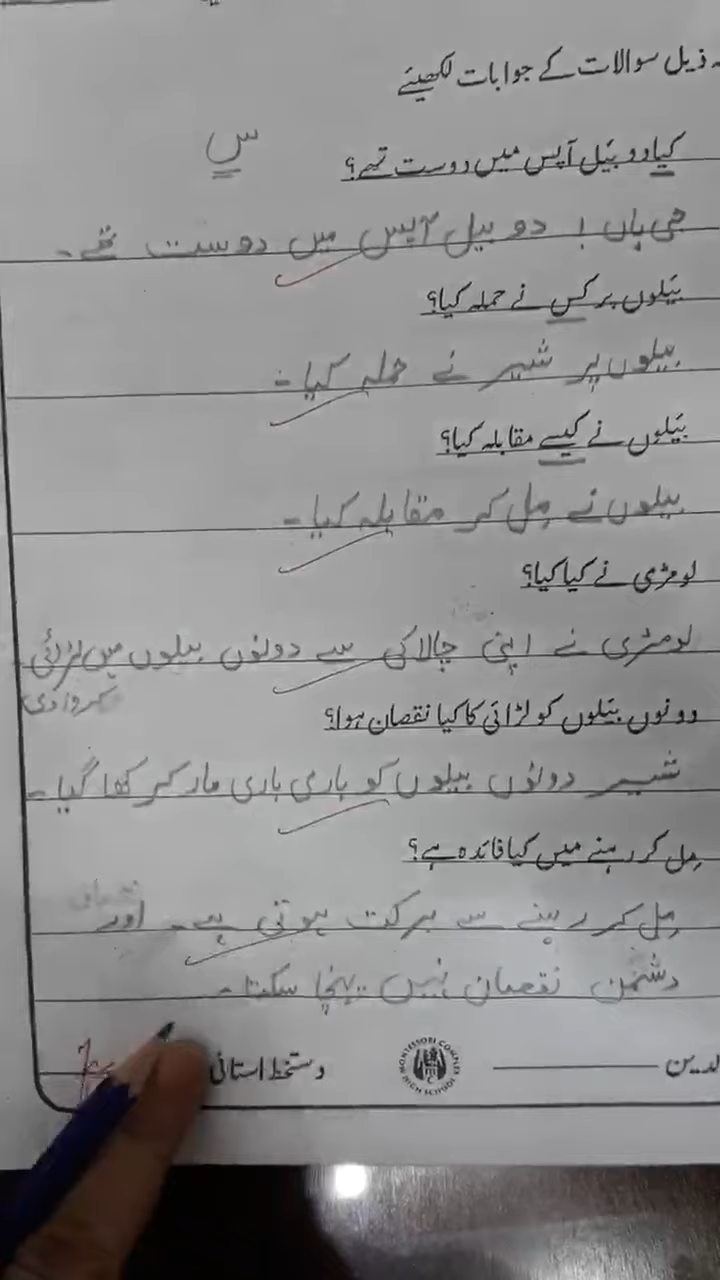 ذیل سوالات کے جوابات لکھیئے
س
کیا دو بیل آپس میں دوست تھے؟
جی ہاں! دو بیل آپس میں دوست تھے۔
بیلوں پر کس نے حملہ کیا؟
بیلوں پر شیر نے حملہ کیا۔
بیلوں نے کیسے مقابلہ کیا؟
بیلوں نے مل کر مقابلہ کیا۔
لومڑی نے کیا کیا؟
لومڑی نے اپنی چالاکی سے دونوں بیلوں میں لڑائی
کروا دی
دونوں بیلوں کو لڑائی کا کیا نقصان ہوا؟
شیر دونوں بیلوں کو باری باری مار کر کھا گیا۔
مل کر رہنے میں کیا فائدہ ہے؟
مل کر رہنے سے برکت ہوتی ہے۔ اور
دشمن نقصان نہیں پہنچا سکتا۔
لدین
MONTESSORI COMPLEX HIGH SCHOOL
دستخط استانی